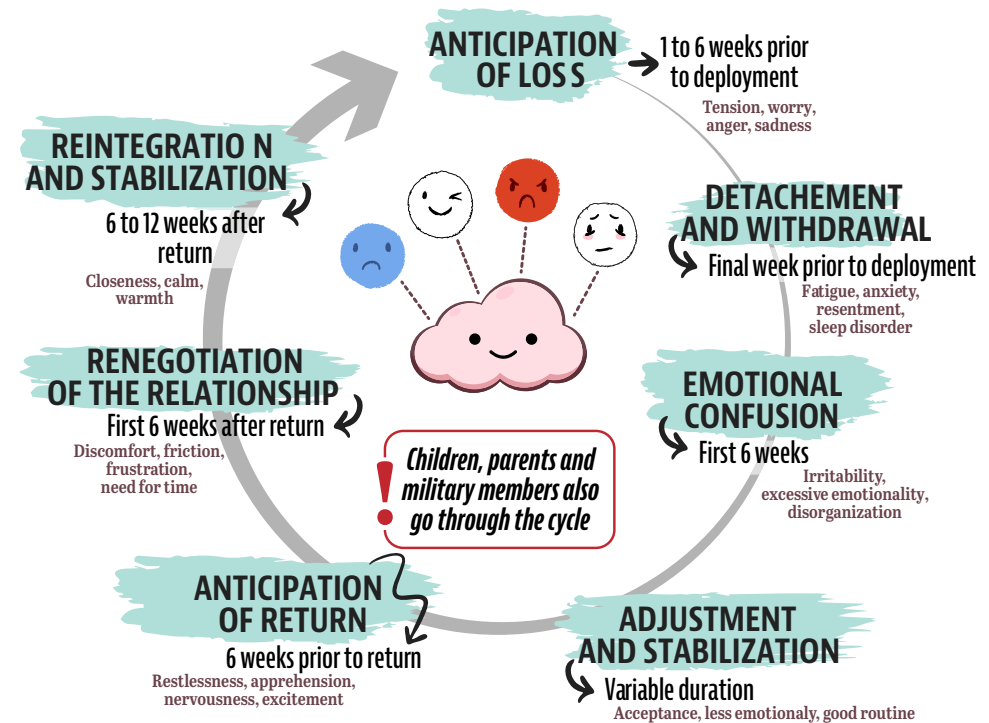 ANTICIPATION
OF LOSS
1 to 6 weeks prior
to deployment
Tension, worry,
anger, sadness
DETACHEMENT
AND WITHDRAWAL
Final week prior to deployment
Fatigue, anxiety,
resentment,
sleep disorder
EMOTIONAL
CONFUSION
First 6 weeks
Irritability,
excessive emotionality,
disorganization
ADJUSTMENT
AND STABILIZATION
Variable duration
Acceptance, less emotionaly, good routine
ANTICIPATION
OF RETURN
6 weeks prior to return
Restlessness, apprehension,
nervousness, excitement
RENEGOTIATION
OF THE RELATIONSHIP
First 6 weeks after return
Discomfort, friction,
frustration,
need for time
REINTEGRATION
AND STABILIZATION
6 to 12 weeks after
return
Closeness, calm,
warmth
! Children, parents and
military members also
go through the cycle